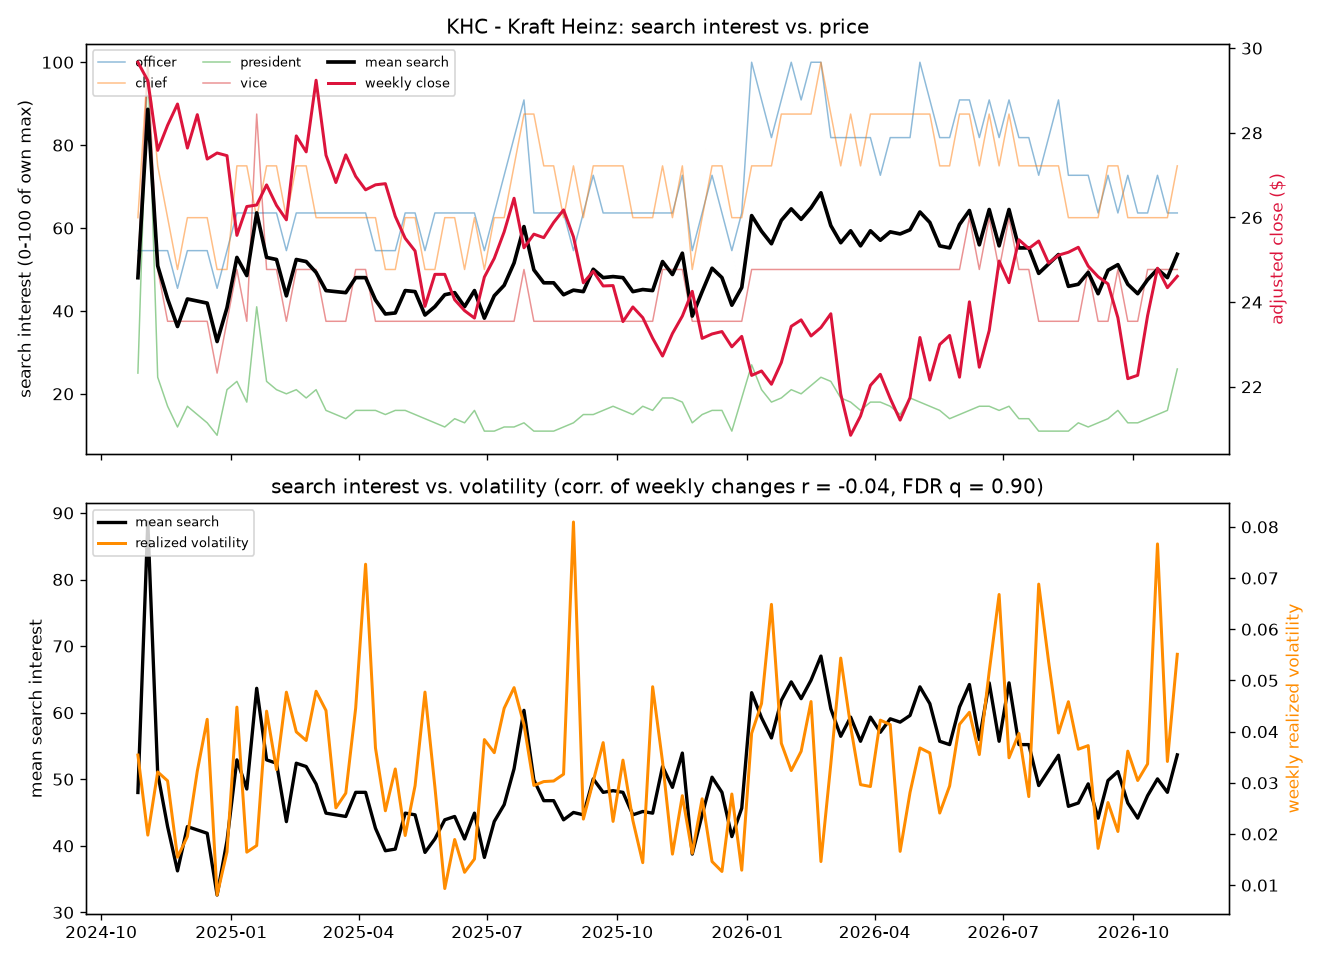 KHC - Kraft Heinz: search interest vs. price
officer
chief
president
vice
mean search
weekly close
search interest (0-100 of own max)
100
80
60
40
20
adjusted close ($)
30
28
26
24
22
search interest vs. volatility (corr. of weekly changes r = -0.04, FDR q = 0.90)
mean search
realized volatility
mean search interest
90
80
70
60
50
40
30
weekly realized volatility
0.08
0.07
0.06
0.05
0.04
0.03
0.02
0.01
2024-10
2025-01
2025-04
2025-07
2025-10
2026-01
2026-04
2026-07
2026-10